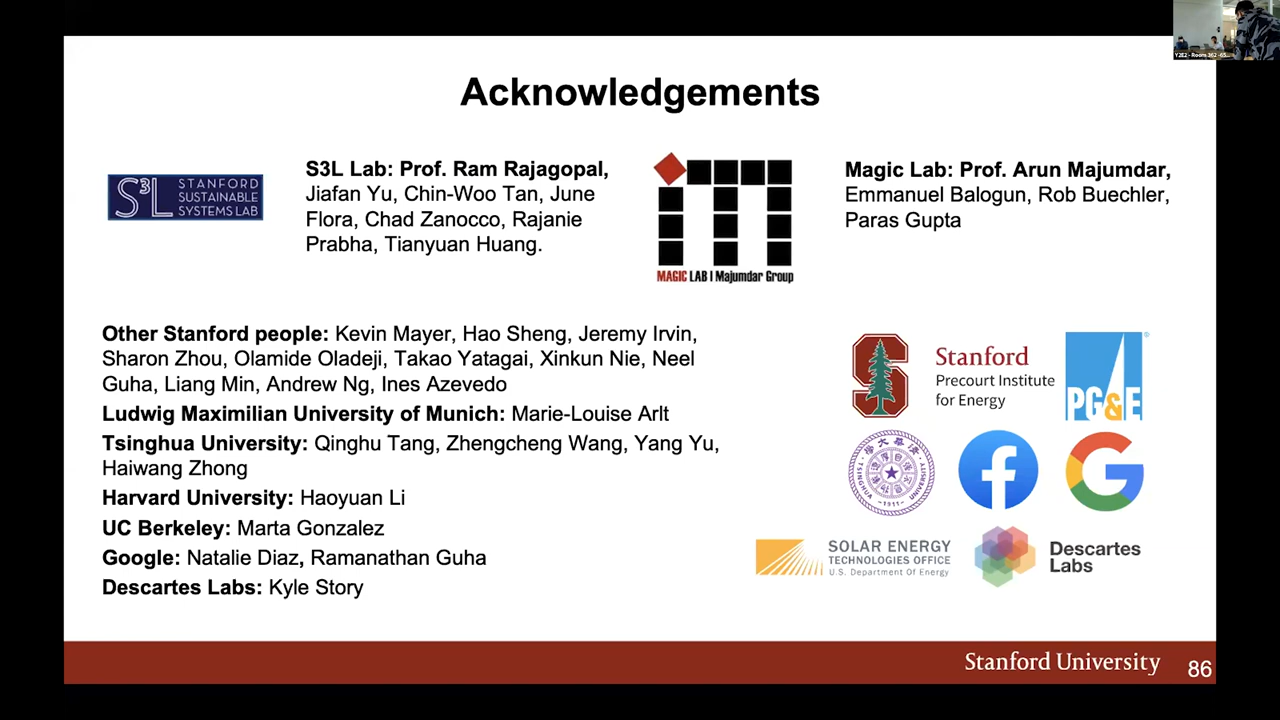 Acknowledgements
S3L STANFORD
SUSTAINABLE
SYSTEMS LAB
S3L Lab: Prof. Ram Rajagopal,
Jiafan Yu, Chin-Woo Tan, June
Flora, Chad Zanocco, Rajanie
Prabha, Tianyuan Huang.
MAGIC LAB | Majumdar Group
Magic Lab: Prof. Arun Majumdar,
Emmanuel Balogun, Rob Buechler,
Paras Gupta
Other Stanford people: Kevin Mayer, Hao Sheng, Jeremy Irvin,
Sharon Zhou, Olamide Oladeji, Takao Yatagai, Xinkun Nie, Neel
Guha, Liang Min, Andrew Ng, Ines Azevedo
Ludwig Maximilian University of Munich: Marie-Louise Arlt
Tsinghua University: Qinghu Tang, Zhengcheng Wang, Yang Yu,
Haiwang Zhong
Harvard University: Haoyuan Li
UC Berkeley: Marta Gonzalez
Google: Natalie Diaz, Ramanathan Guha
Descartes Labs: Kyle Story
Stanford
Precourt Institute
for Energy
PG&E
TSINGHUA UNIVERSITY
SOLAR ENERGY
TECHNOLOGIES OFFICE
U.S. Department Of Energy
Descartes
Labs
Stanford University
86